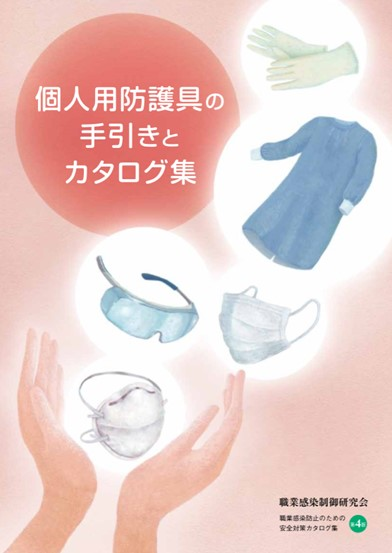 個人用防護具の
手引きと
カタログ集
職業感染制御研究会
職業感染防止のための
安全対策カタログ集 第4版